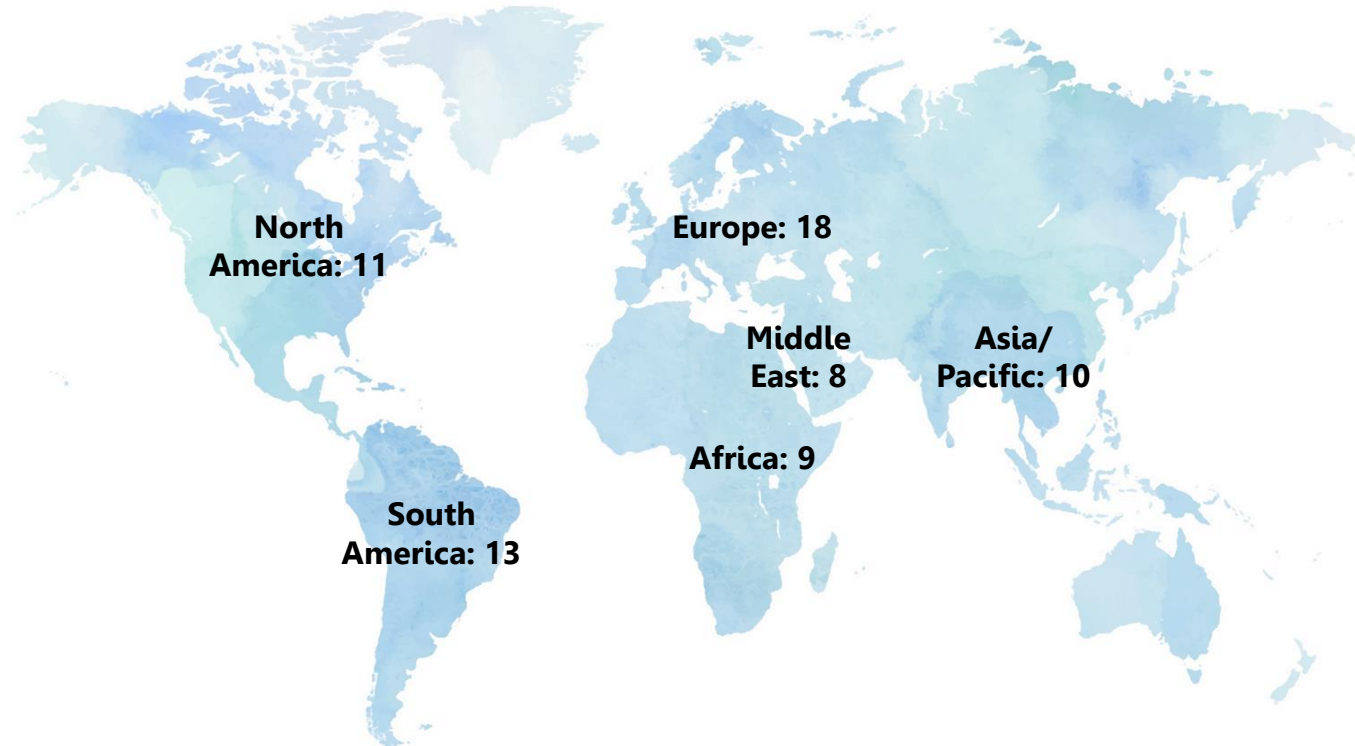 North
America: 11
Europe: 18
Middle
East: 8
Asia/
Pacific: 10
Africa: 9
South
America: 13